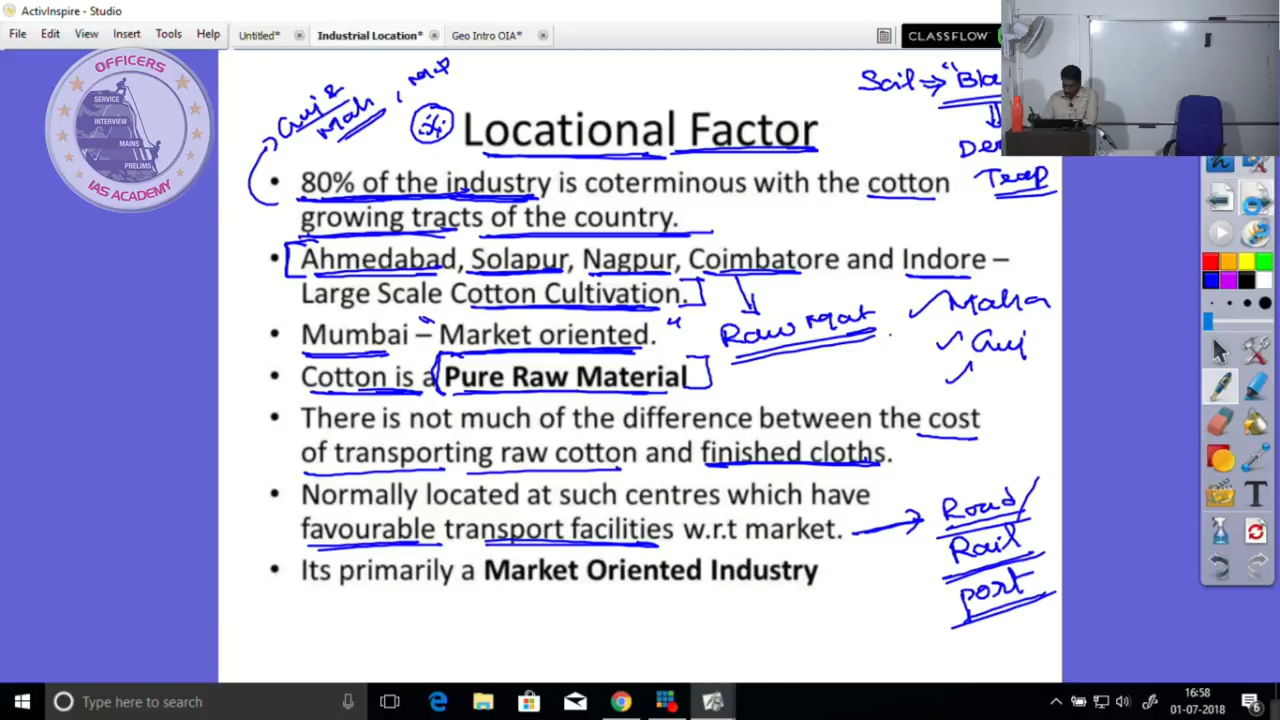 ActivInspire - Studio
File Edit View Insert Tools Help
Untitled* Industrial Location* Geo Intro OIA*
CLASSFLOW
OFFICERS
SERVICE
INTERVIEW
MAINS
PRELIMS
IAS ACADEMY
Guj &
Mah, M.P
Soil ⇒ "Bla
Dec
Trap
Locational Factor
• 80% of the industry is coterminous with the cotton
growing tracts of the country.
• Ahmedabad, Solapur, Nagpur, Coimbatore and Indore –
Large Scale Cotton Cultivation.
• Mumbai – "Market oriented."
Raw Mat
Maha
Guj
• Cotton is a Pure Raw Material
• There is not much of the difference between the cost
of transporting raw cotton and finished cloths.
• Normally located at such centres which have
favourable transport facilities w.r.t market.
Road/
Rail
port
• Its primarily a Market Oriented Industry
Type here to search
16:58
01-07-2018
6